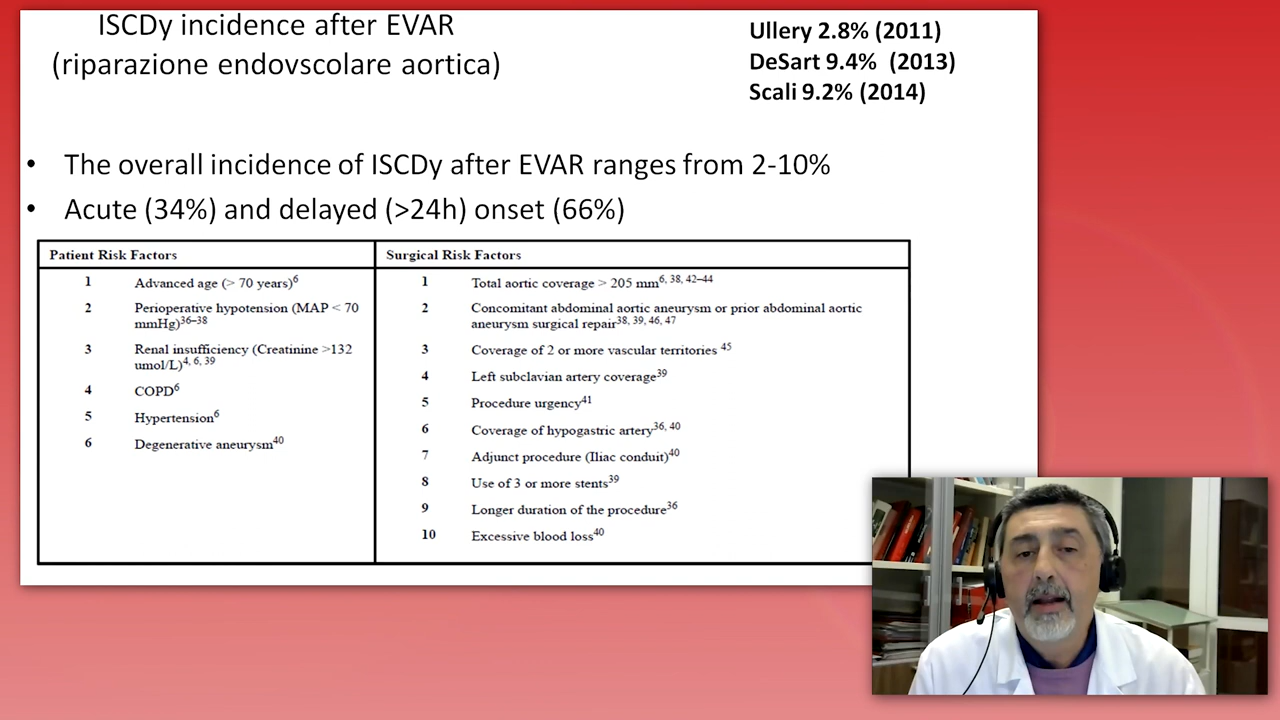 ISCDy incidence after EVAR
(riparazione endovscolare aortica)
Ullery 2.8% (2011)
DeSart 9.4% (2013)
Scali 9.2% (2014)
• The overall incidence of ISCDy after EVAR ranges from 2-10%
• Acute (34%) and delayed (>24h) onset (66%)
Patient Risk Factors
1 Advanced age (> 70 years)6
2 Perioperative hypotension (MAP < 70
mmHg)36–38
3 Renal insufficiency (Creatinine >132
umol/L)4, 6, 39
4 COPD6
5 Hypertension6
6 Degenerative aneurysm40
Surgical Risk Factors
1 Total aortic coverage > 205 mm6, 38, 42–44
2 Concomitant abdominal aortic aneurysm or prior abdominal aortic
aneurysm surgical repair38, 39, 46, 47
3 Coverage of 2 or more vascular territories 45
4 Left subclavian artery coverage39
5 Procedure urgency41
6 Coverage of hypogastric artery36, 40
7 Adjunct procedure (Iliac conduit)40
8 Use of 3 or more stents39
9 Longer duration of the procedure36
10 Excessive blood loss40